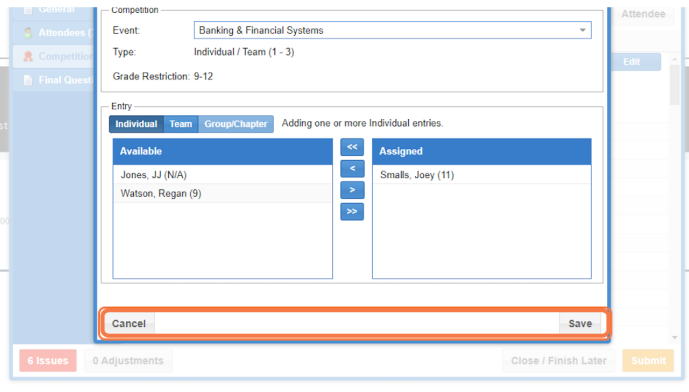 General
Attendee
Attendees (
Competition
Final Quest
Edit
Competition
Event: Banking & Financial Systems
Type: Individual / Team (1 - 3)
Grade Restriction: 9-12
Entry
Individual Team Group/Chapter Adding one or more Individual entries.
Available << Assigned
Jones, JJ (N/A) < Smalls, Joey (11)
Watson, Regan (9) >
>>
Cancel Save
6 Issues 0 Adjustments Close / Finish Later Submit